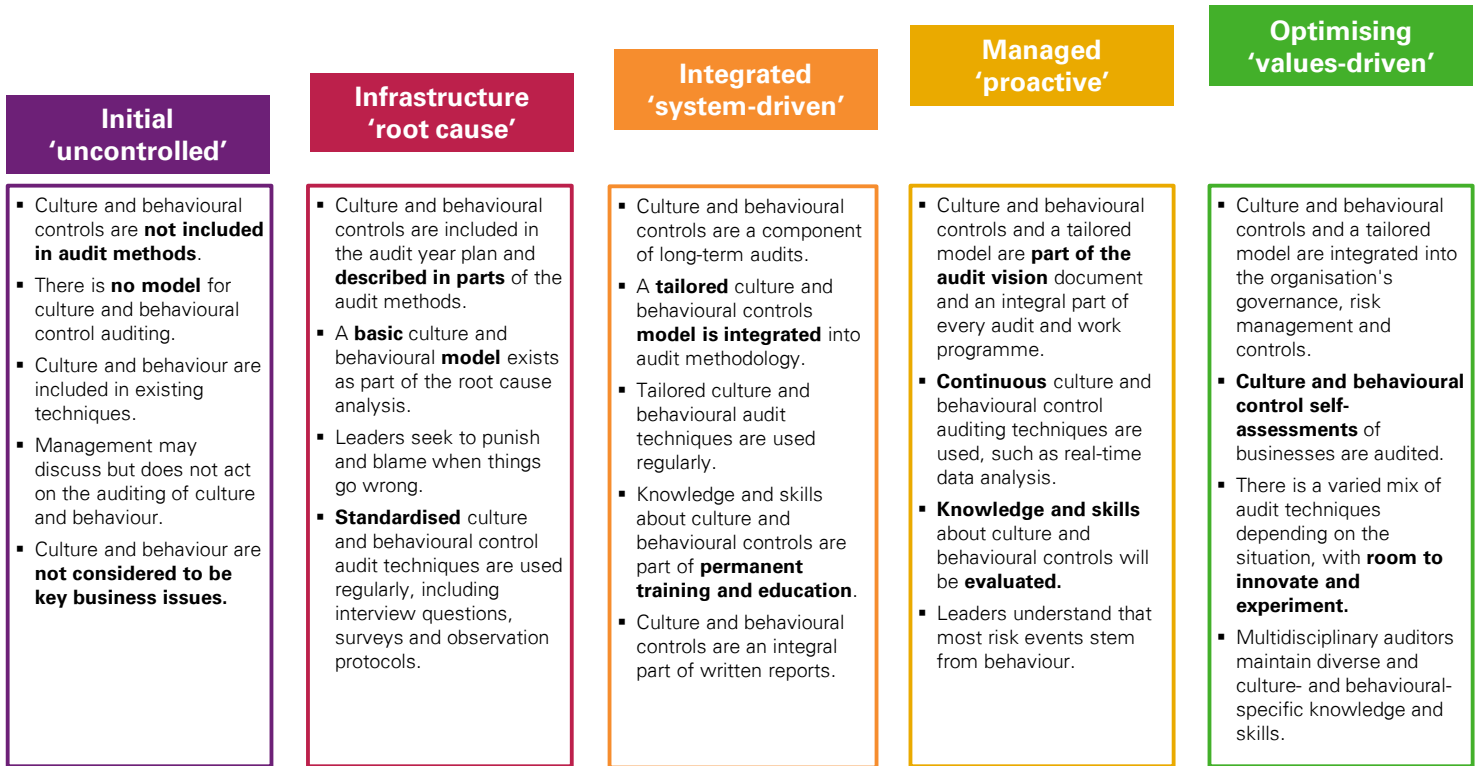 Initial
‘uncontrolled’
▪ Culture and behavioural
controls are not included
in audit methods.
▪ There is no model for
culture and behavioural
control auditing.
▪ Culture and behaviour are
included in existing
techniques.
▪ Management may
discuss but does not act
on the auditing of culture
and behaviour.
▪ Culture and behaviour are
not considered to be
key business issues.
Infrastructure
‘root cause’
▪ Culture and behavioural
controls are included in
the audit year plan and
described in parts of the
audit methods.
▪ A basic culture and
behavioural model exists
as part of the root cause
analysis.
▪ Leaders seek to punish
and blame when things
go wrong.
▪ Standardised culture
and behavioural control
audit techniques are used
regularly, including
interview questions,
surveys and observation
protocols.
Integrated
‘system-driven’
▪ Culture and behavioural
controls are a component
of long-term audits.
▪ A tailored culture and
behavioural controls
model is integrated into
audit methodology.
▪ Tailored culture and
behavioural audit
techniques are used
regularly.
▪ Knowledge and skills
about culture and
behavioural controls are
part of permanent
training and education.
▪ Culture and behavioural
controls are an integral
part of written reports.
Managed
‘proactive’
▪ Culture and behavioural
controls and a tailored
model are part of the
audit vision document
and an integral part of
every audit and work
programme.
▪ Continuous culture and
behavioural control
auditing techniques are
used, such as real-time
data analysis.
▪ Knowledge and skills
about culture and
behavioural controls will
be evaluated.
▪ Leaders understand that
most risk events stem
from behaviour.
Optimising
‘values-driven’
▪ Culture and behavioural
controls and a tailored
model are integrated into
the organisation's
governance, risk
management and
controls.
▪ Culture and behavioural
control self-
assessments of
businesses are audited.
▪ There is a varied mix of
audit techniques
depending on the
situation, with room to
innovate and
experiment.
▪ Multidisciplinary auditors
maintain diverse and
culture- and behavioural-
specific knowledge and
skills.